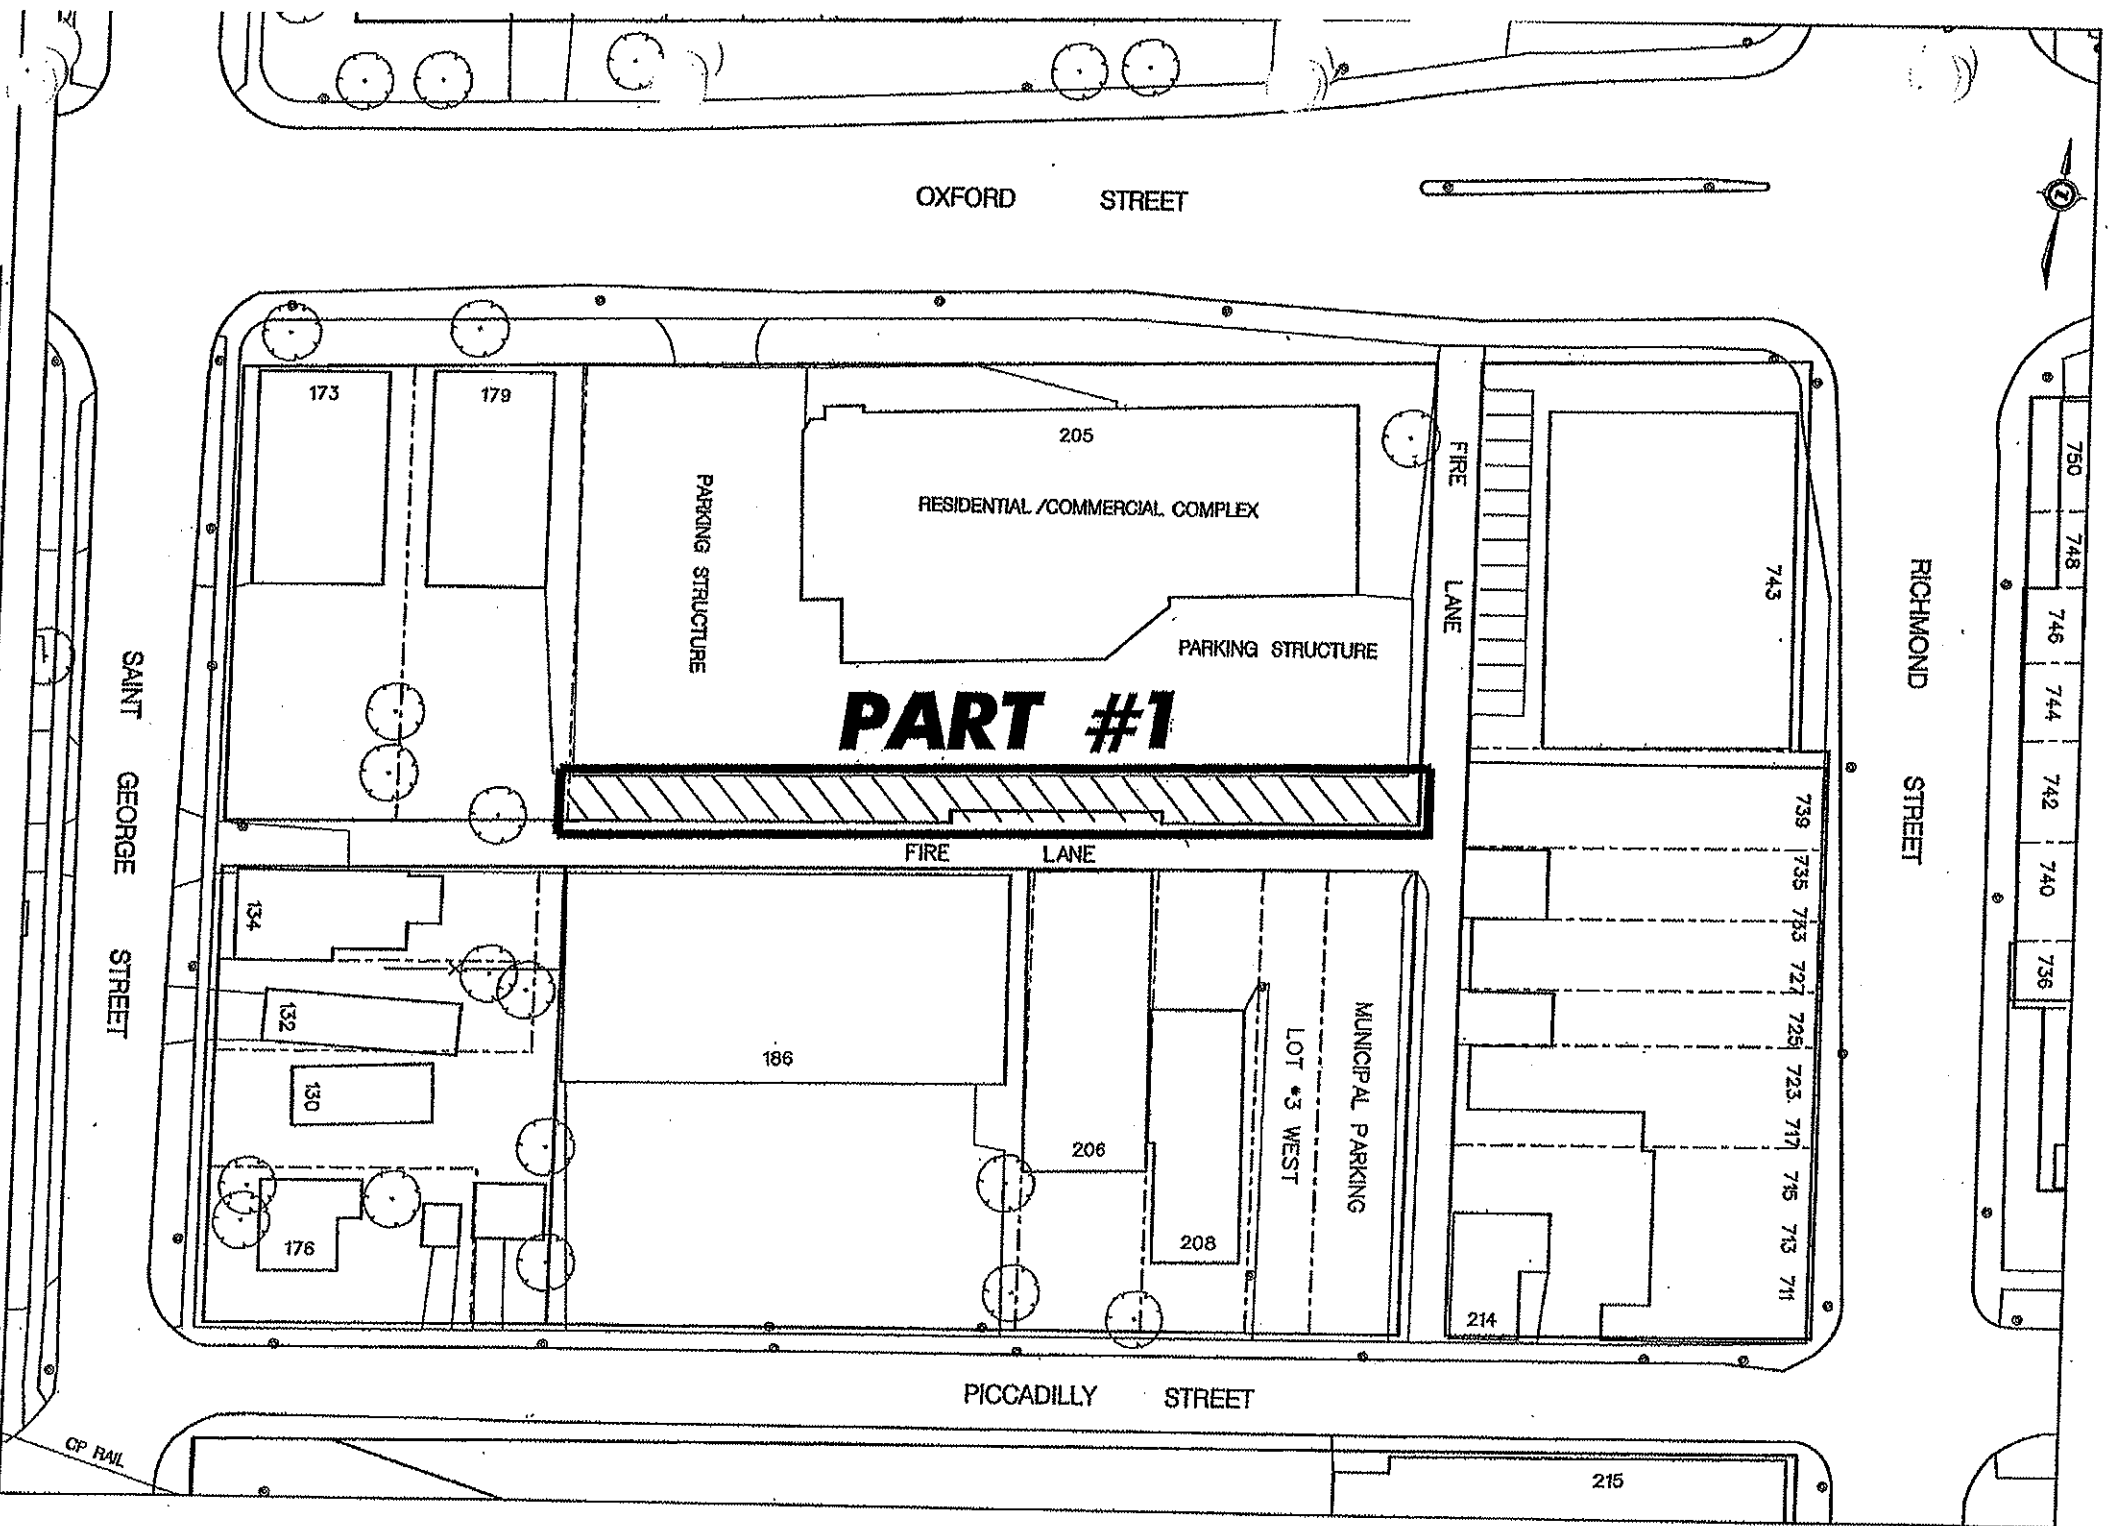 OXFORD STREET
Z
173
179
205
RESIDENTIAL /COMMERCIAL COMPLEX
PARKING STRUCTURE
PARKING STRUCTURE
FIRE LANE
743
RICHMOND STREET
750
748
746
744
742
740
736
SAINT GEORGE STREET
PART #1
FIRE LANE
739
735
733
727
725
723
717
715
713
711
134
132
130
176
186
206
208
LOT #3 WEST
MUNICIPAL PARKING
214
PICCADILLY STREET
CP RAIL
215